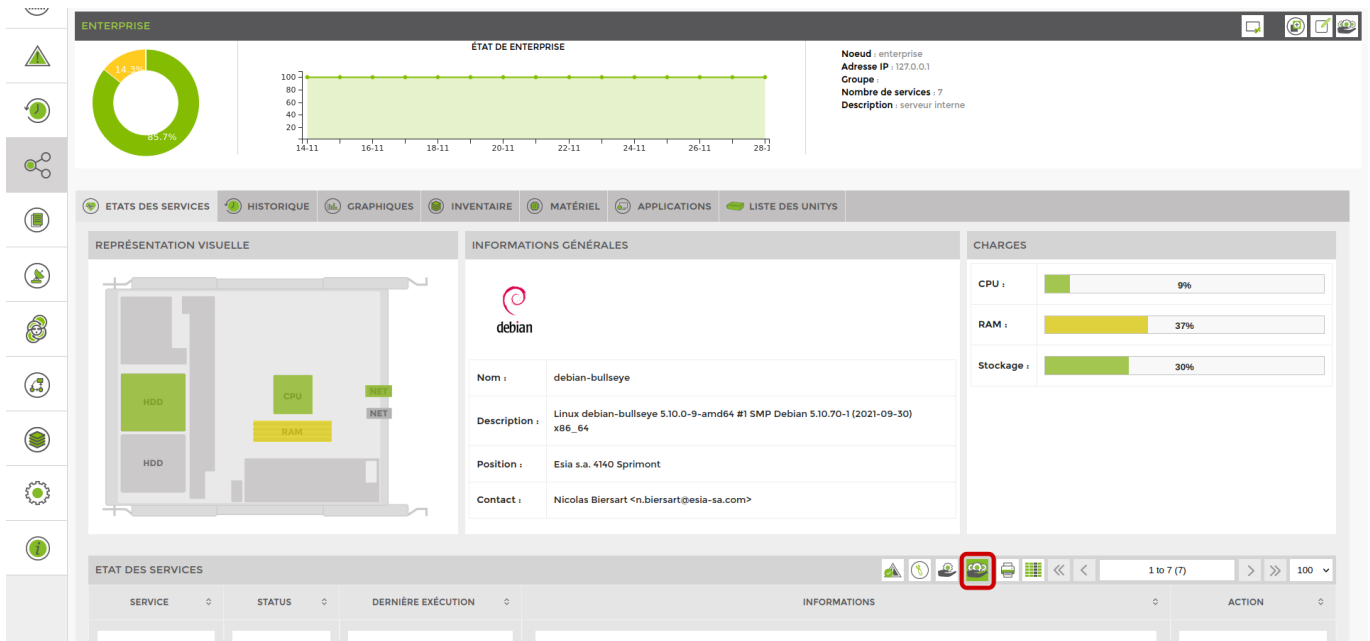 ENTERPRISE
14.3%
85.7%
ÉTAT DE ENTERPRISE
100
80
60
40
20
14-11 16-11 18-11 20-11 22-11 24-11 26-11 28-1
Noeud : enterprise
Adresse IP : 127.0.0.1
Groupe :
Nombre de services : 7
Description : serveur interne
ETATS DES SERVICES HISTORIQUE GRAPHIQUES INVENTAIRE MATÉRIEL APPLICATIONS LISTE DES UNITYS
REPRÉSENTATION VISUELLE
HDD
HDD
CPU
RAM
NET
NET
INFORMATIONS GÉNÉRALES
debian
Nom : debian-bullseye
Description : Linux debian-bullseye 5.10.0-9-amd64 #1 SMP Debian 5.10.70-1 (2021-09-30)
x86_64
Position : Esia s.a. 4140 Sprimont
Contact : Nicolas Biersart <n.biersart@esia-sa.com>
CHARGES
CPU : 9%
RAM : 37%
Stockage : 30%
ETAT DES SERVICES
1 to 7 (7)
100
SERVICE STATUS DERNIÈRE EXÉCUTION INFORMATIONS ACTION